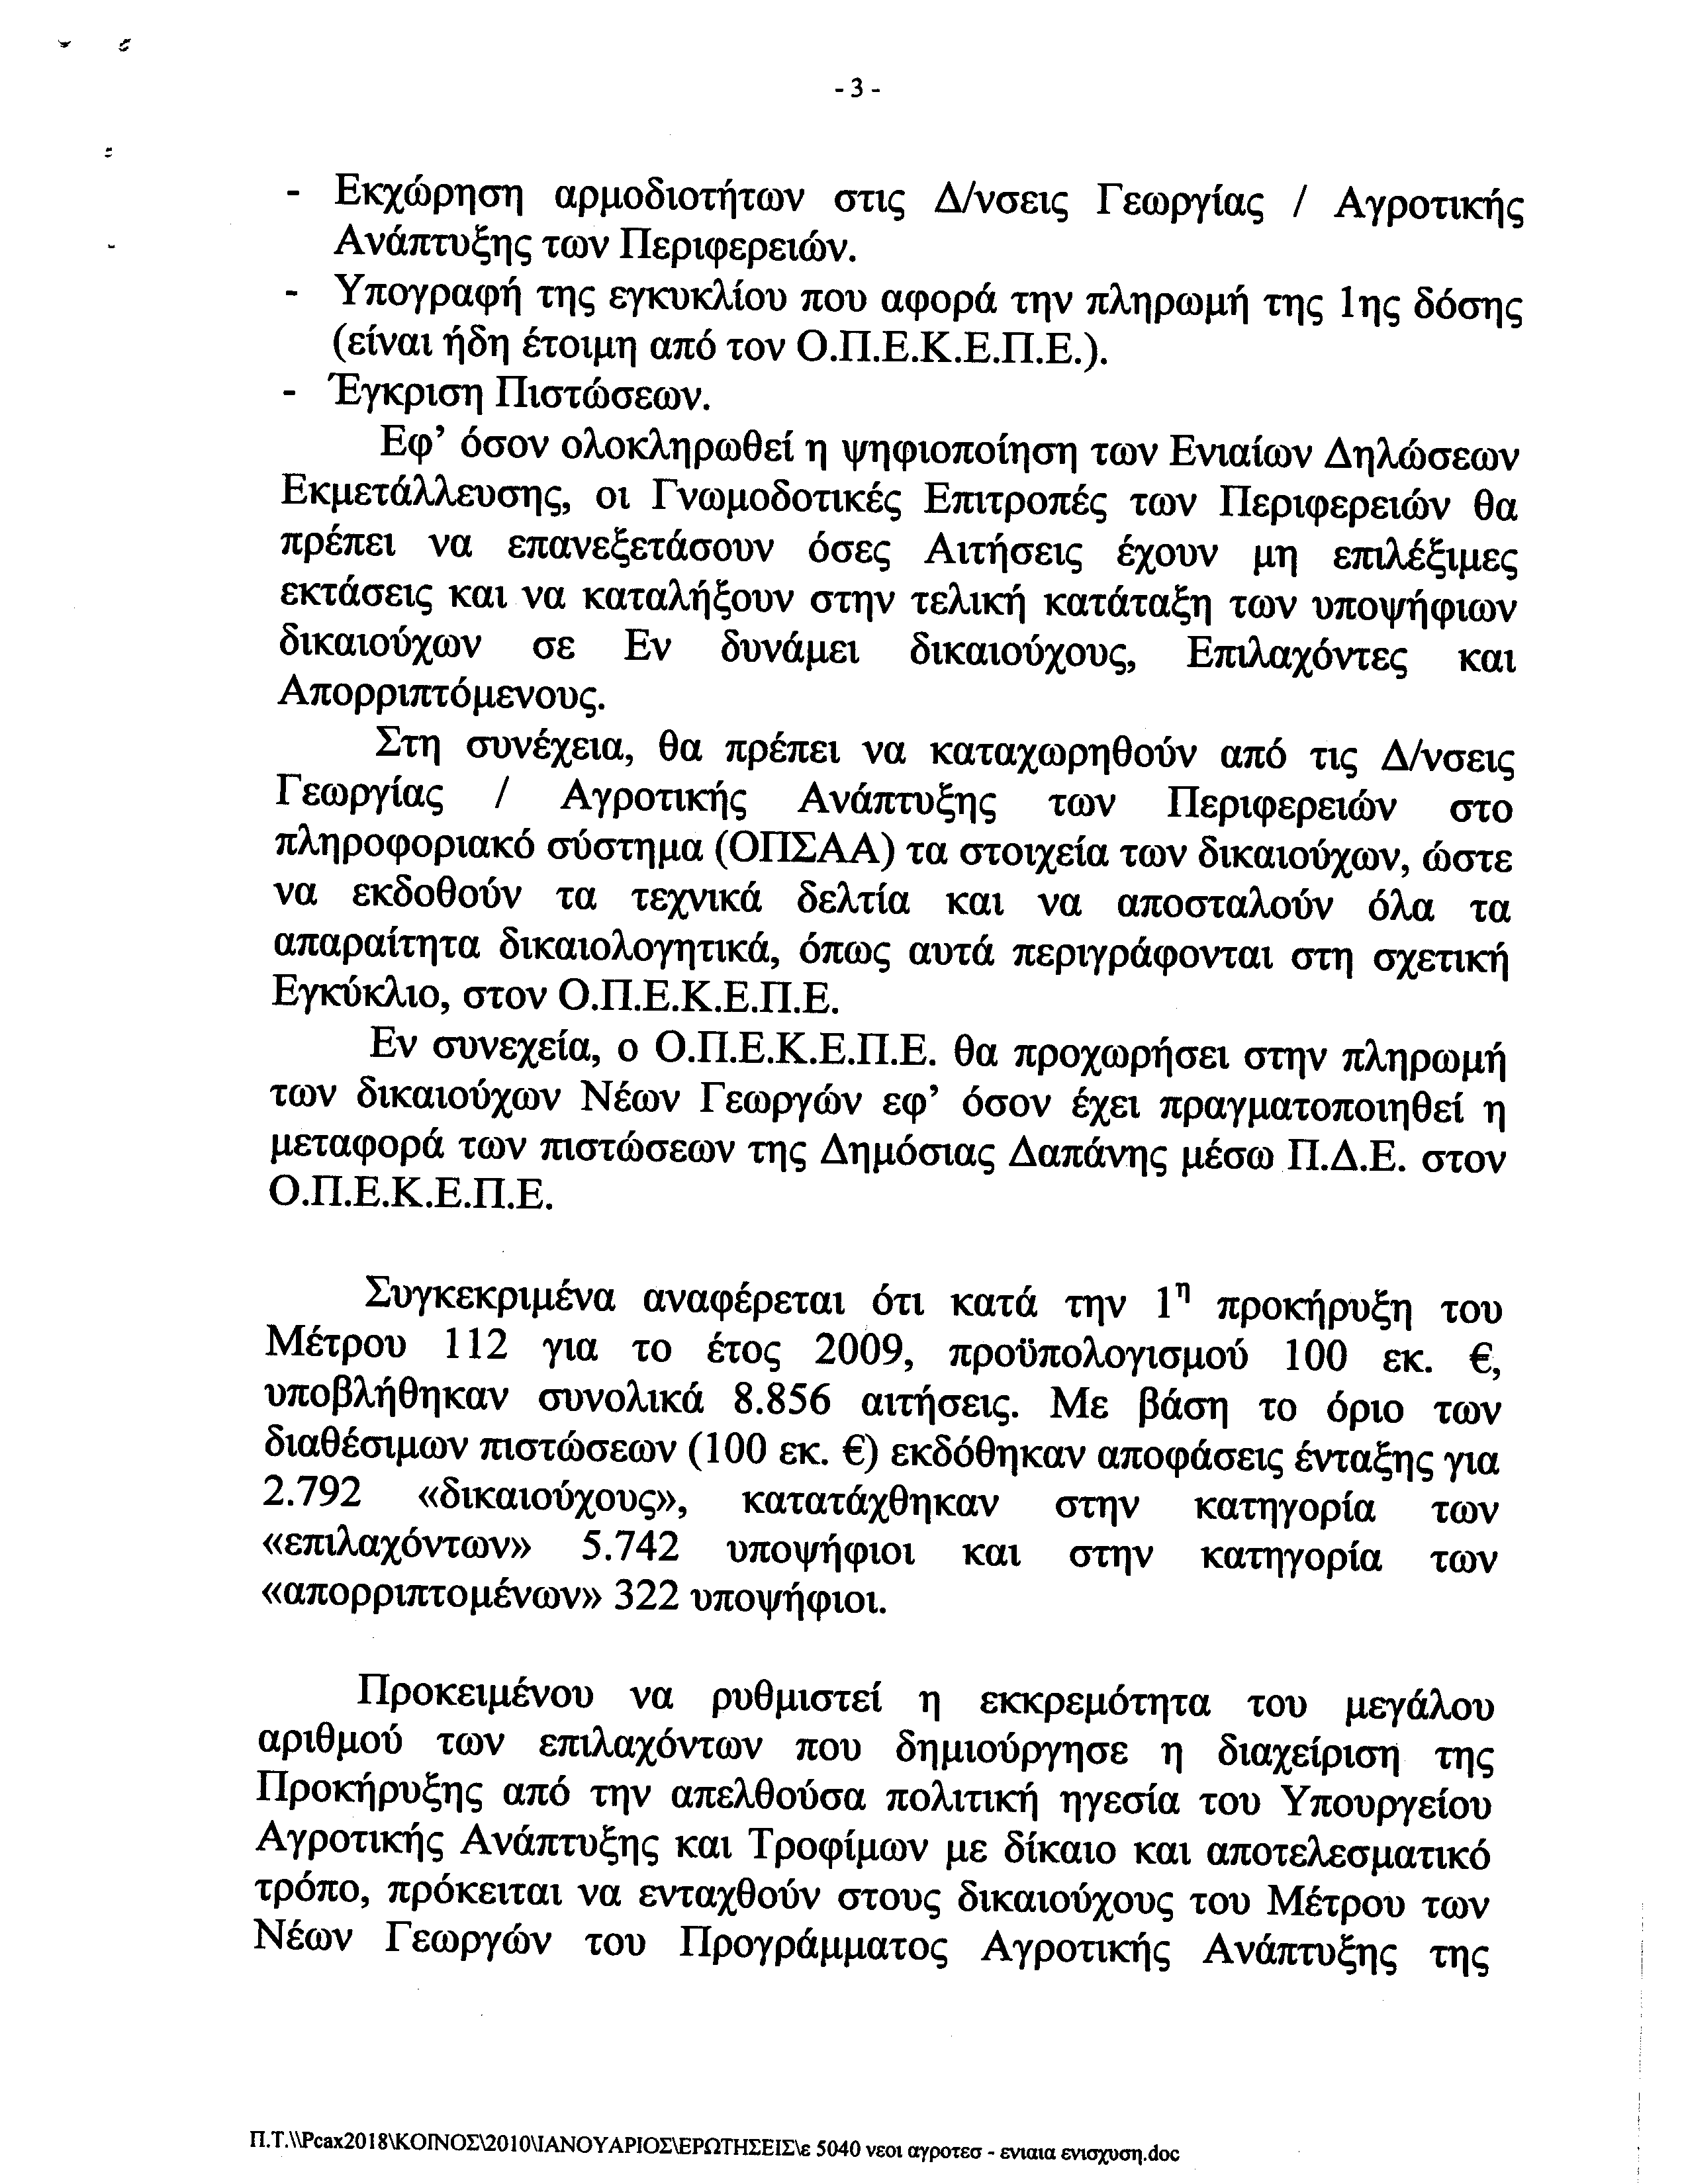 - 3 -
- Εκχώρηση αρμοδιοτήτων στις Δ/νσεις Γεωργίας / Αγροτικής
Ανάπτυξης των Περιφερειών.
- Υπογραφή της εγκυκλίου που αφορά την πληρωμή της 1ης δόσης
(είναι ήδη έτοιμη από τον Ο.Π.Ε.Κ.Ε.Π.Ε.).
- Έγκριση Πιστώσεων.
Εφ’ όσον ολοκληρωθεί η ψηφιοποίηση των Ενιαίων Δηλώσεων
Εκμετάλλευσης, οι Γνωμοδοτικές Επιτροπές των Περιφερειών θα
πρέπει να επανεξετάσουν όσες Αιτήσεις έχουν μη επιλέξιμες
εκτάσεις και να καταλήξουν στην τελική κατάταξη των υποψήφιων
δικαιούχων σε Εν δυνάμει δικαιούχους, Επιλαχόντες και
Απορριπτόμενους.
Στη συνέχεια, θα πρέπει να καταχωρηθούν από τις Δ/νσεις
Γεωργίας / Αγροτικής Ανάπτυξης των Περιφερειών στο
πληροφοριακό σύστημα (ΟΠΣΑΑ) τα στοιχεία των δικαιούχων, ώστε
να εκδοθούν τα τεχνικά δελτία και να αποσταλούν όλα τα
απαραίτητα δικαιολογητικά, όπως αυτά περιγράφονται στη σχετική
Εγκύκλιο, στον Ο.Π.Ε.Κ.Ε.Π.Ε.
Εν συνεχεία, ο Ο.Π.Ε.Κ.Ε.Π.Ε. θα προχωρήσει στην πληρωμή
των δικαιούχων Νέων Γεωργών εφ’ όσον έχει πραγματοποιηθεί η
μεταφορά των πιστώσεων της Δημόσιας Δαπάνης μέσω Π.Δ.Ε. στον
Ο.Π.Ε.Κ.Ε.Π.Ε.
Συγκεκριμένα αναφέρεται ότι κατά την 1η προκήρυξη του
Μέτρου 112 για το έτος 2009, προϋπολογισμού 100 εκ. €,
υποβλήθηκαν συνολικά 8.856 αιτήσεις. Με βάση το όριο των
διαθέσιμων πιστώσεων (100 εκ. €) εκδόθηκαν αποφάσεις ένταξης για
2.792 «δικαιούχους», κατατάχθηκαν στην κατηγορία των
«επιλαχόντων» 5.742 υποψήφιοι και στην κατηγορία των
«απορριπτομένων» 322 υποψήφιοι.
Προκειμένου να ρυθμιστεί η εκκρεμότητα του μεγάλου
αριθμού των επιλαχόντων που δημιούργησε η διαχείριση της
Προκήρυξης από την απελθούσα πολιτική ηγεσία του Υπουργείου
Αγροτικής Ανάπτυξης και Τροφίμων με δίκαιο και αποτελεσματικό
τρόπο, πρόκειται να ενταχθούν στους δικαιούχους του Μέτρου των
Νέων Γεωργών του Προγράμματος Αγροτικής Ανάπτυξης της
Π.Τ.\\Pcax2018\ΚΟΙΝΟΣ\2010\ΙΑΝΟΥΑΡΙΟΣ\ΕΡΩΤΗΣΕΙΣ\ε 5040 νεοι αγροτεσ - ενιαια ενισχυση.doc